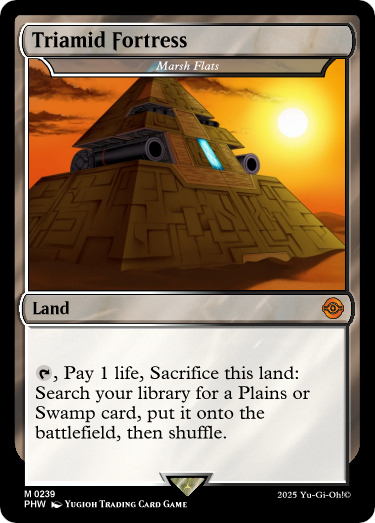 Triamid Fortress
Marsh Flats
Land
, Pay 1 life, Sacrifice this land:
Search your library for a Plains or
Swamp card, put it onto the
battlefield, then shuffle.
M 0239
PHW Yugioh Trading Card Game
2025 Yu-Gi-Oh!©